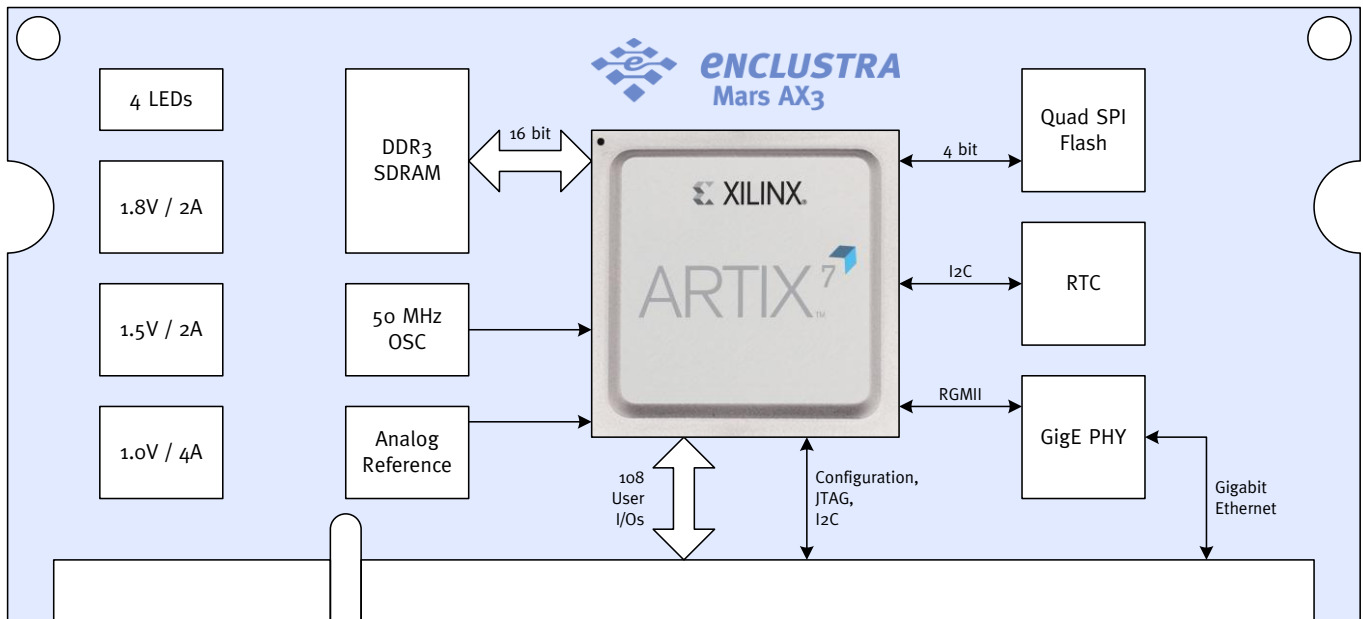 ENCLUSTRA
Mars AX3
4 LEDs
1.8V / 2A
1.5V / 2A
1.0V / 4A
DDR3
SDRAM
16 bit
50 MHz
OSC
Analog
Reference
XILINX
ARTIX 7
TM
4 bit
Quad SPI
Flash
I2C
RTC
RGMII
GigE PHY
108
User
I/Os
Configuration,
JTAG,
I2C
Gigabit
Ethernet